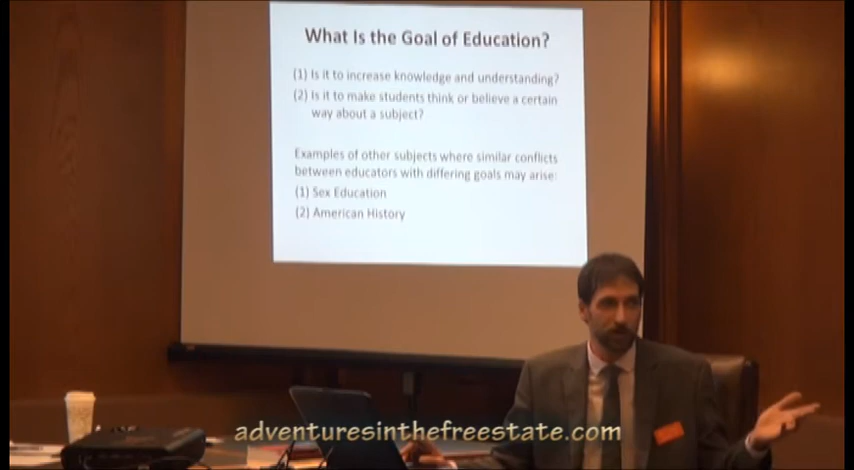 What Is the Goal of Education?
(1) Is it to increase knowledge and understanding?
(2) Is it to make students think or believe a certain
way about a subject?
Examples of other subjects where similar conflicts
between educators with differing goals may arise:
(1) Sex Education
(2) American History
adventuresinthefreestate.com